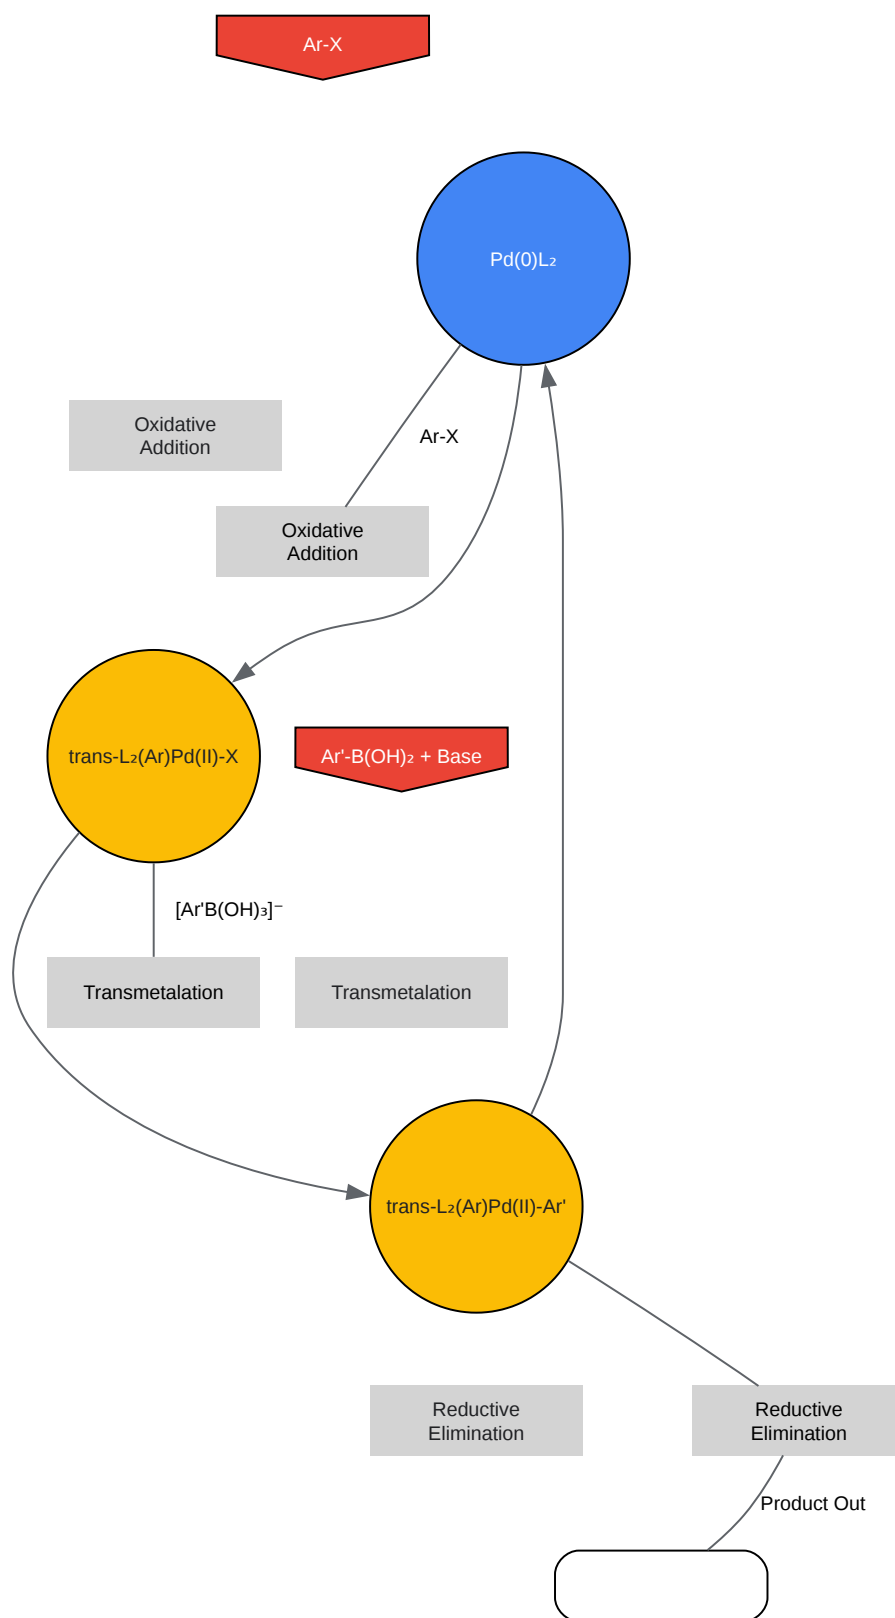 Ar-X
Pd(0)L₂
Oxidative
Addition
Ar-X
Oxidative
Addition
trans-L₂(Ar)Pd(II)-X
Ar'-B(OH)₂ + Base
[Ar'B(OH)₃]⁻
Transmetalation
Transmetalation
trans-L₂(Ar)Pd(II)-Ar'
Reductive
Elimination
Reductive
Elimination
Product Out